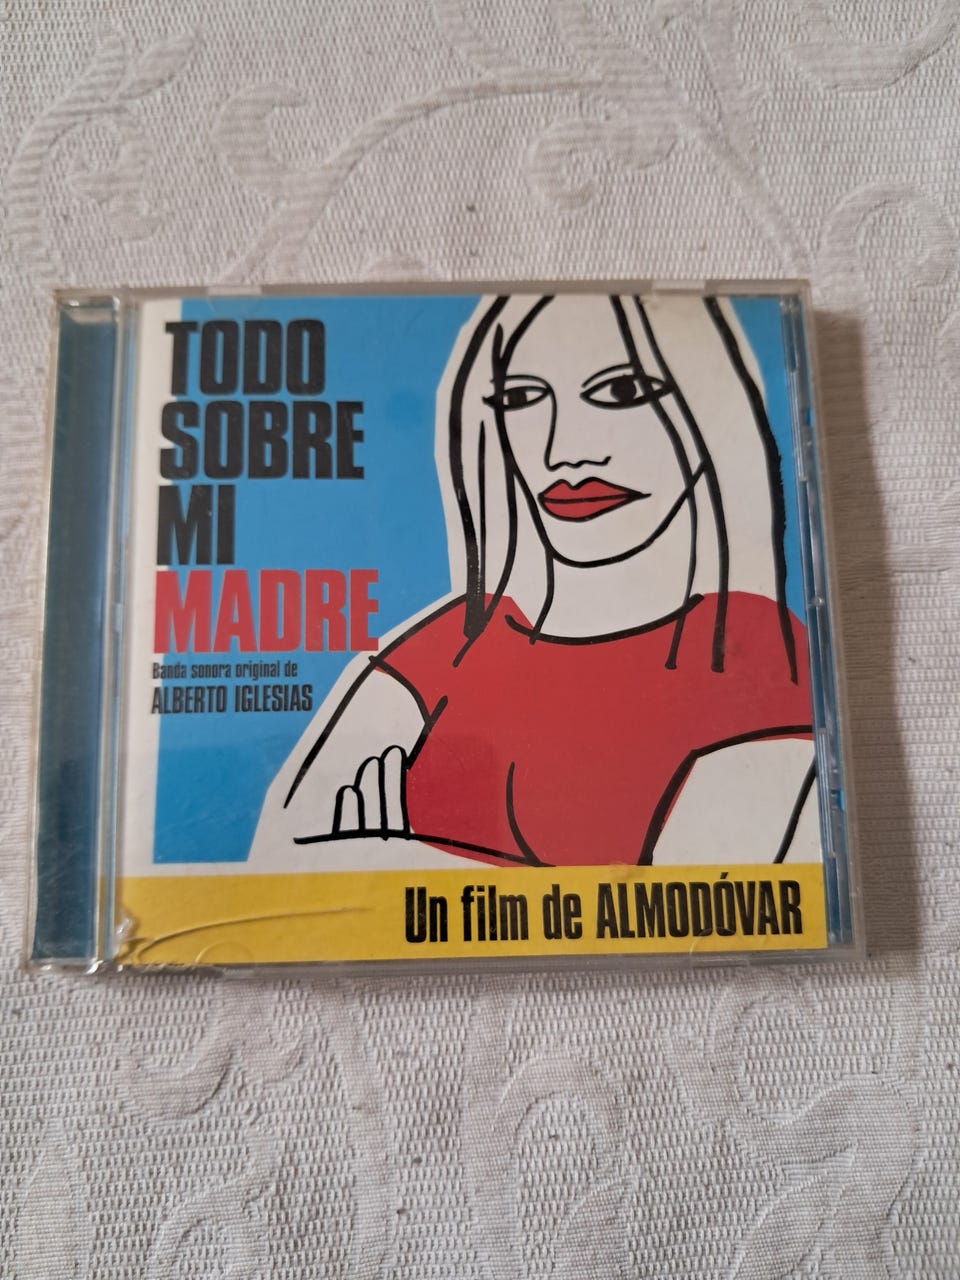 TODO
SOBRE
MI
MADRE
Banda sonora original de
ALBERTO IGLESIAS
Un film de ALMODÓVAR